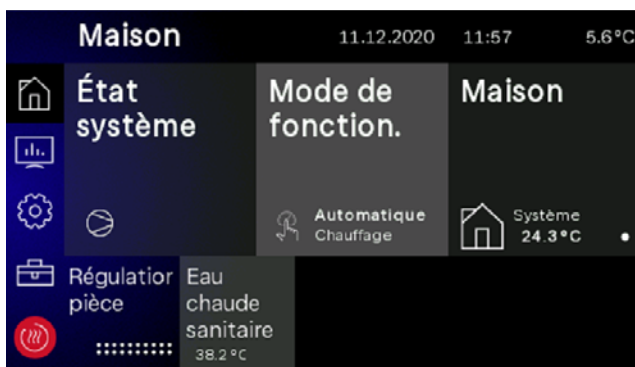 Maison 11.12.2020 11:57 5.6°C
État
système
Mode de
fonction.
Automatique
Chauffage
Maison
Système
24.3°C
Régulation
pièce
Eau
chaude
sanitaire
38.2°C